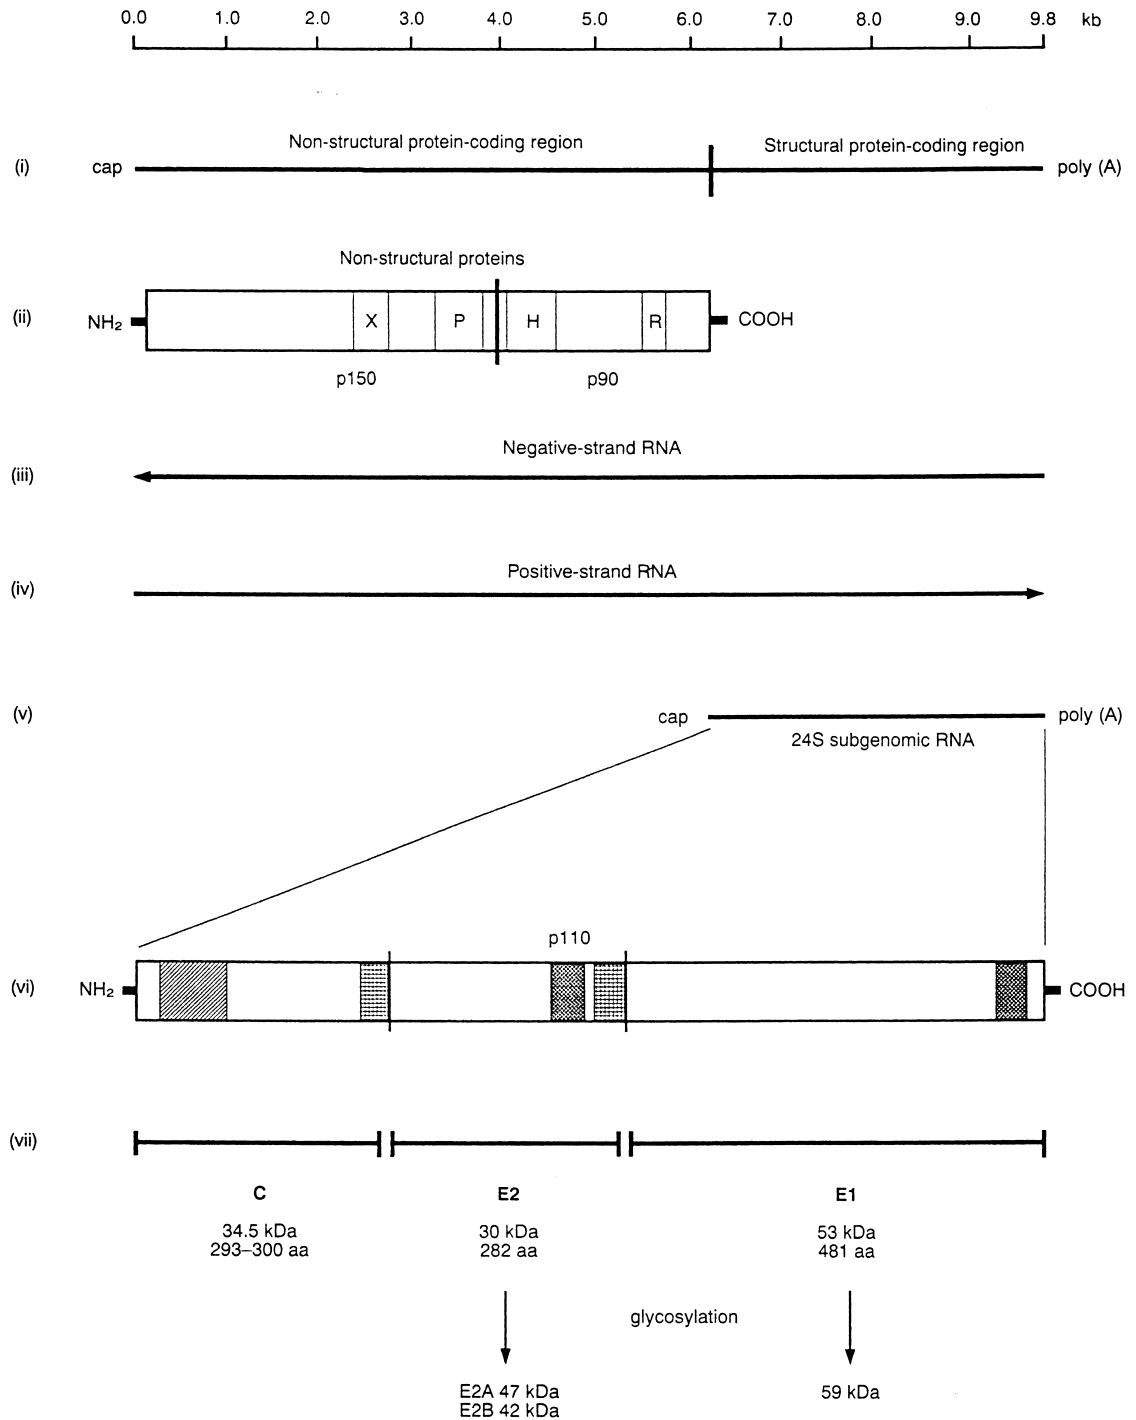 0.0 1.0 2.0 3.0 4.0 5.0 6.0 7.0 8.0 9.0 9.8 kb
Non-structural protein-coding region Structural protein-coding region
(i) cap poly (A)
Non-structural proteins
(ii) NH₂ X P H R COOH
p150 p90
Negative-strand RNA
(iii)
Positive-strand RNA
(iv)
(v) cap poly (A)
24S subgenomic RNA
p110
(vi) NH₂ COOH
(vii)
C E2 E1
34.5 kDa 30 kDa 53 kDa
293–300 aa 282 aa 481 aa
glycosylation
E2A 47 kDa 59 kDa
E2B 42 kDa